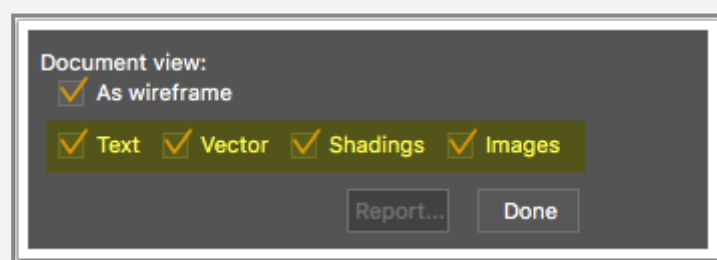 Document view:
As wireframe
Text Vector Shadings Images
Report... Done